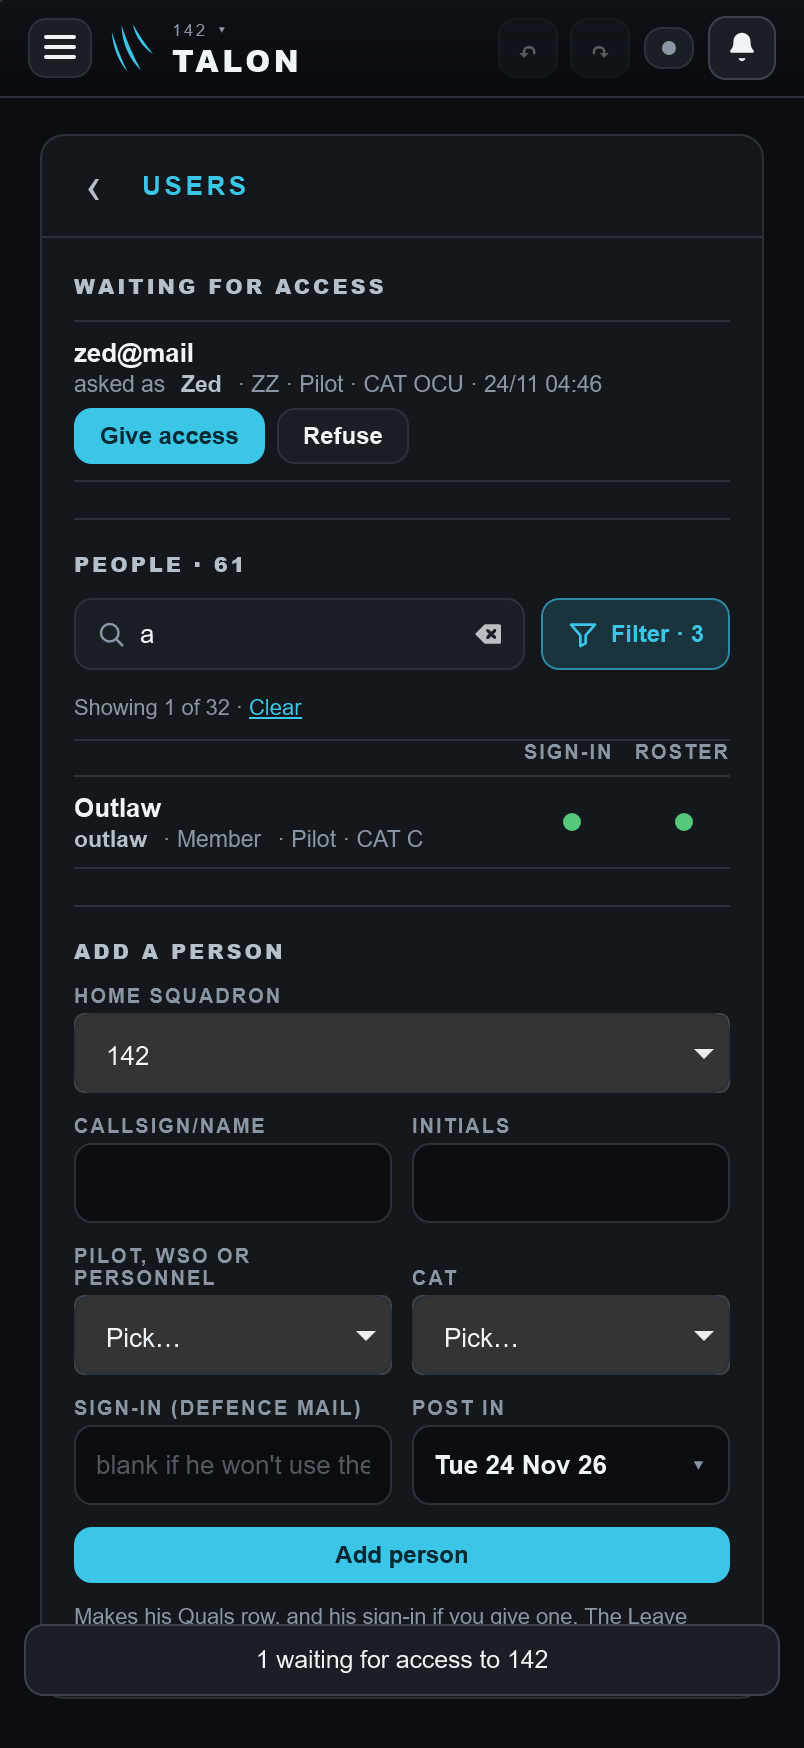 142 ▾
TALON
USERS
WAITING FOR ACCESS
zed@mail
asked as Zed · ZZ · Pilot · CAT OCU · 24/11 04:46
Give access
Refuse
PEOPLE · 61
a
Filter · 3
Showing 1 of 32 · Clear
SIGN-IN ROSTER
Outlaw
outlaw · Member · Pilot · CAT C
ADD A PERSON
HOME SQUADRON
142
CALLSIGN/NAME
INITIALS
PILOT, WSO OR
PERSONNEL
CAT
Pick...
Pick...
SIGN-IN (DEFENCE MAIL)
POST IN
blank if he won't use the
Tue 24 Nov 26
Add person
Makes his Quals row, and his sign-in if you give one. The Leave
1 waiting for access to 142